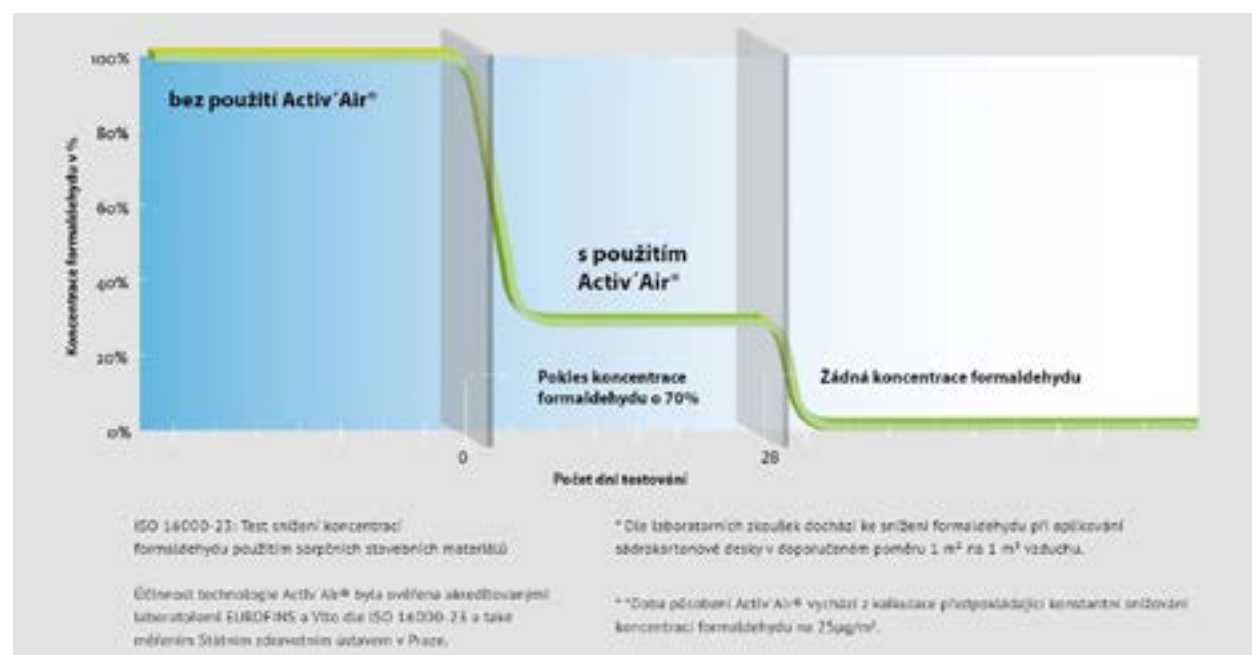 100%
bez použití Activ´Air®
80%
60%
40%
20%
0%
Koncentrace formaldehydu v %
s použitím
Activ´Air®
Pokles koncentrace
formaldehydu o 70%
Žádná koncentrace formaldehydu
0
28
Počet dní testování
ISO 16000-23: Test snížení koncentrací
formaldehydu použitím sorpčních stavebních materiálů
Účinnost technologie Activ´Air® byla ověřena akreditovanými
laboratořemi EUROFINS a Vito dle ISO 16000-23 a také
měřením Státním zdravotním ústavem v Praze.
* Dle laboratorních zkoušek dochází ke snížení formaldehydu při aplikování
sádrokartonové desky v doporučeném poměru 1 m² na 1 m³ vzduchu.
* *Doba působení Activ´Air® vychází z kalkulace předpokládající konstantní snižování
koncentrací formaldehydu na 25µg/m³.